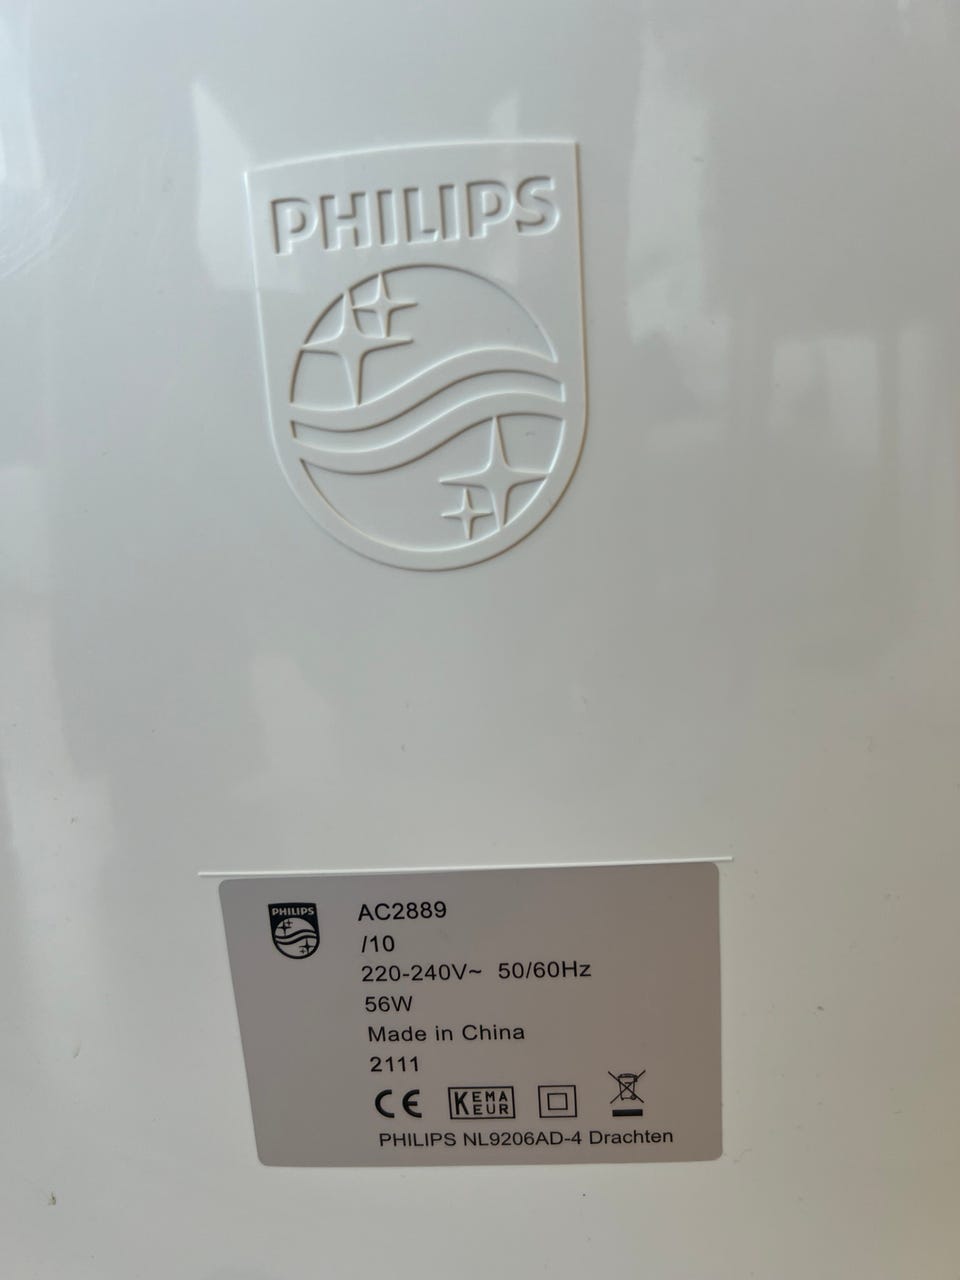 PHILIPS
PHILIPS
AC2889
/10
220-240V~ 50/60Hz
56W
Made in China
2111
CE KEMA EUR
PHILIPS NL9206AD-4 Drachten